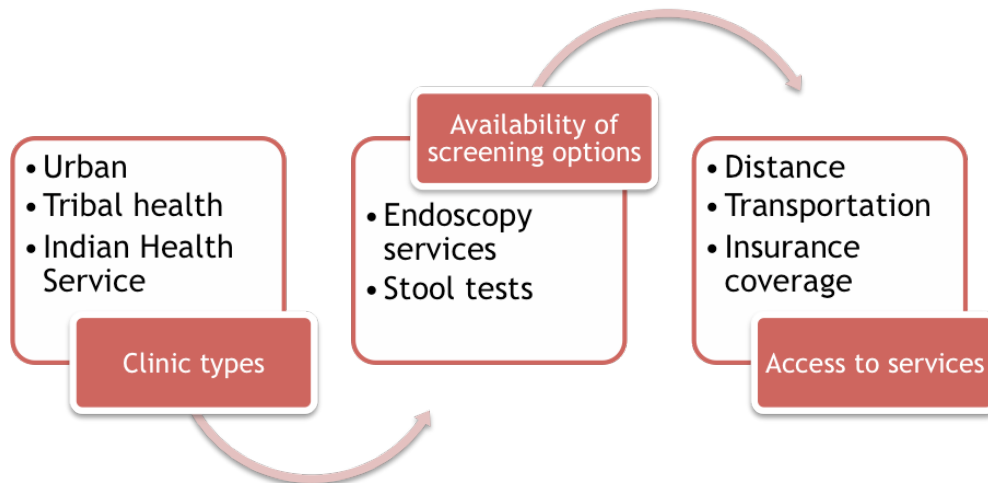 • Urban
• Tribal health
• Indian Health
Service
Clinic types
Availability of
screening options
• Endoscopy
services
• Stool tests
• Distance
• Transportation
• Insurance
coverage
Access to services